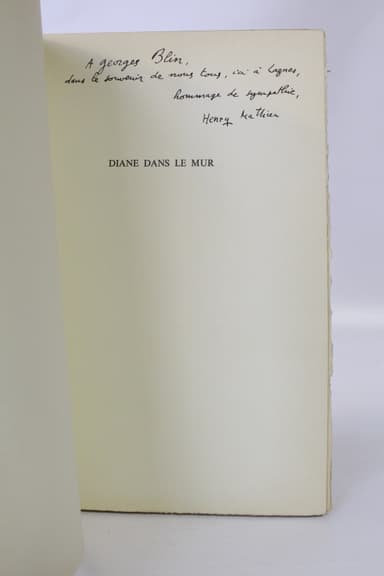 A Georges Blin,
dans le souvenir de nous tous, ici à Lagnes,
hommage de sympathie,
Henry Mathieu
DIANE DANS LE MUR